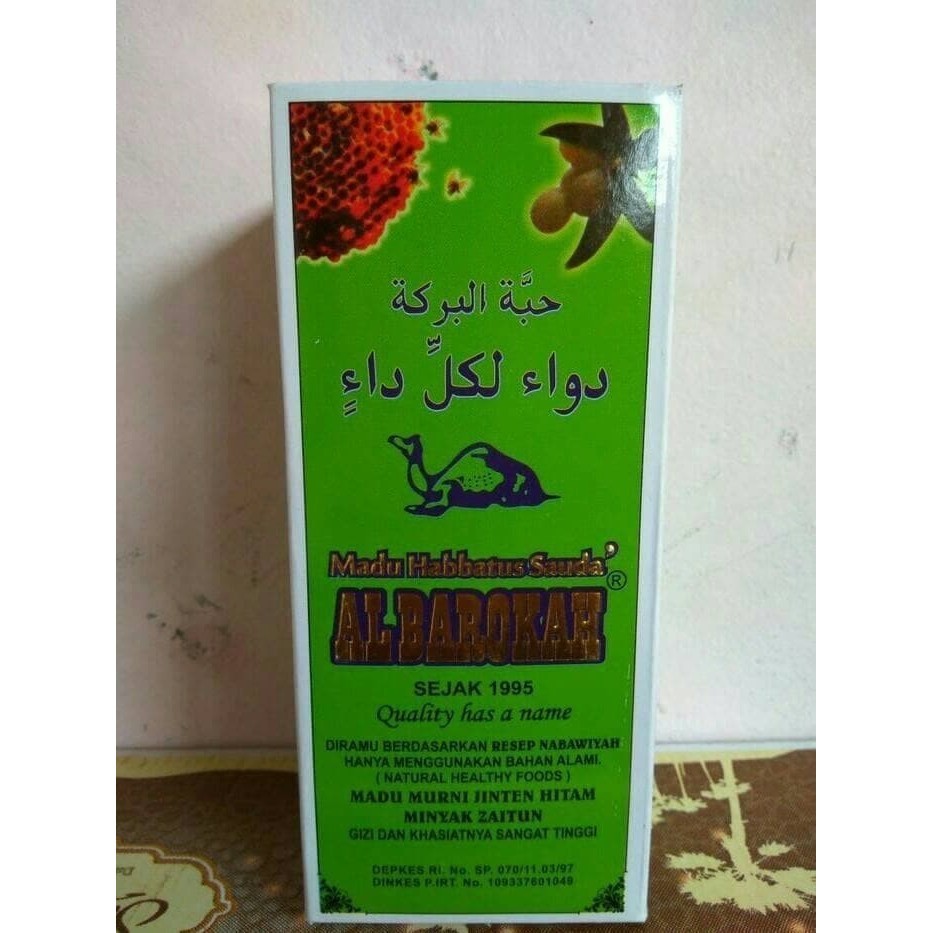 حبَّة البركة
دواء لكلِّ داءٍ
Madu Habbatus Sauda'
AL BAROKAH ®
SEJAK 1995
Quality has a name
DIRAMU BERDASARKAN RESEP NABAWIYAH
HANYA MENGGUNAKAN BAHAN ALAMI.
( NATURAL HEALTHY FOODS )
MADU MURNI JINTEN HITAM
MINYAK ZAITUN
GIZI DAN KHASIATNYA SANGAT TINGGI
DEPKES RI. No. SP. 070/11.03/97
DINKES P.IRT. No. 109337601049